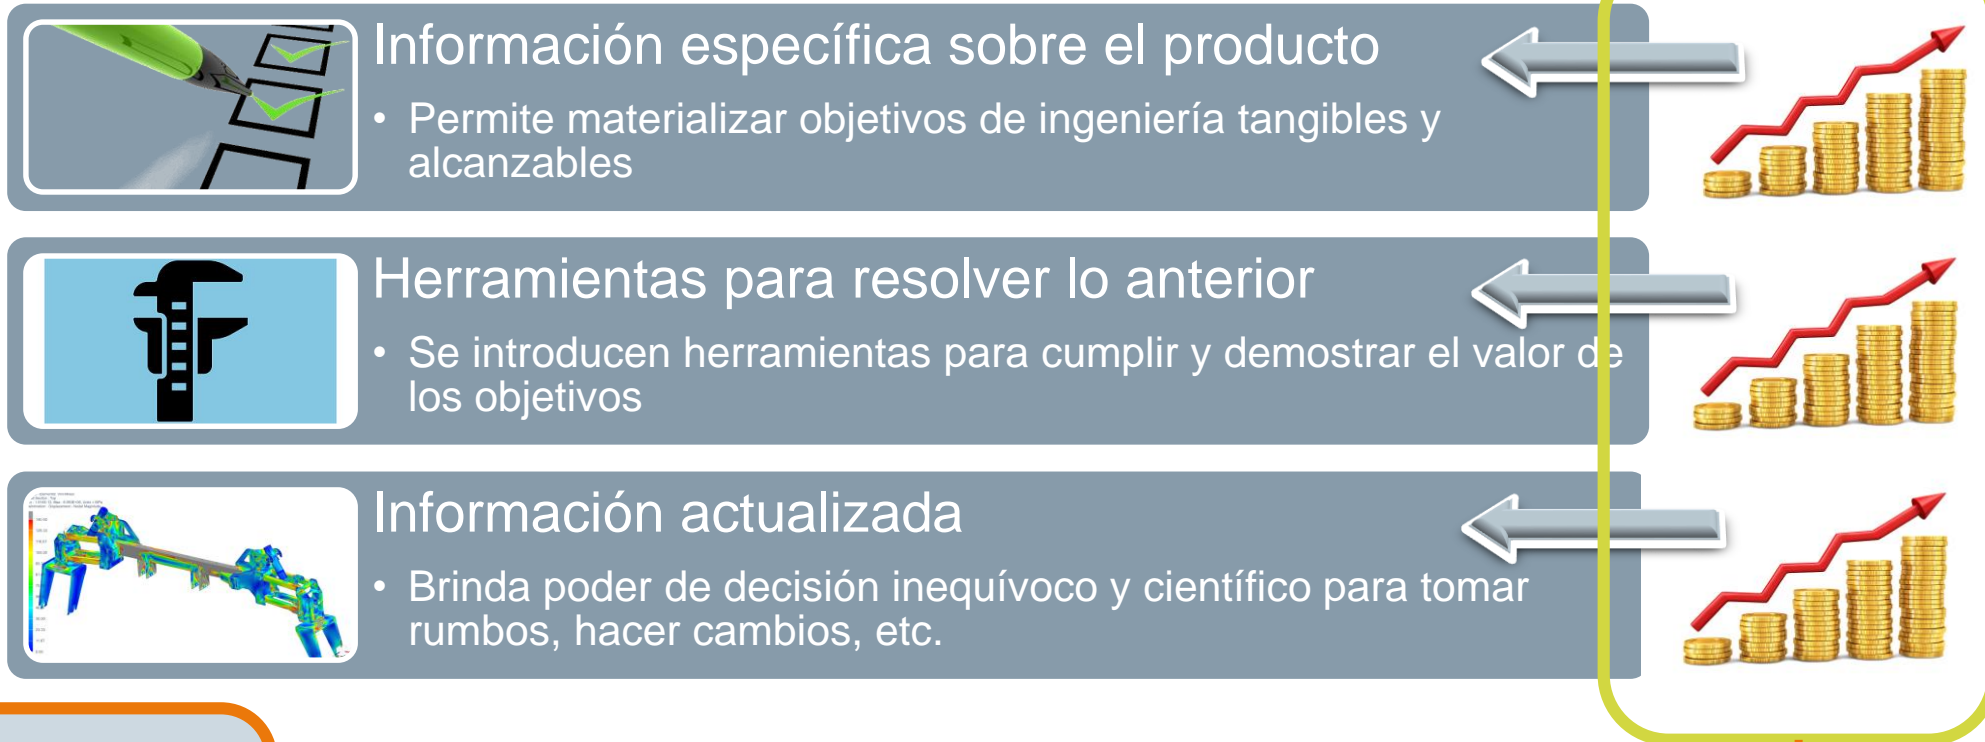 Información específica sobre el producto
• Permite materializar objetivos de ingeniería tangibles y
alcanzables
Herramientas para resolver lo anterior
• Se introducen herramientas para cumplir y demostrar el valor de
los objetivos
Información actualizada
• Brinda poder de decisión inequívoco y científico para tomar
rumbos, hacer cambios, etc.